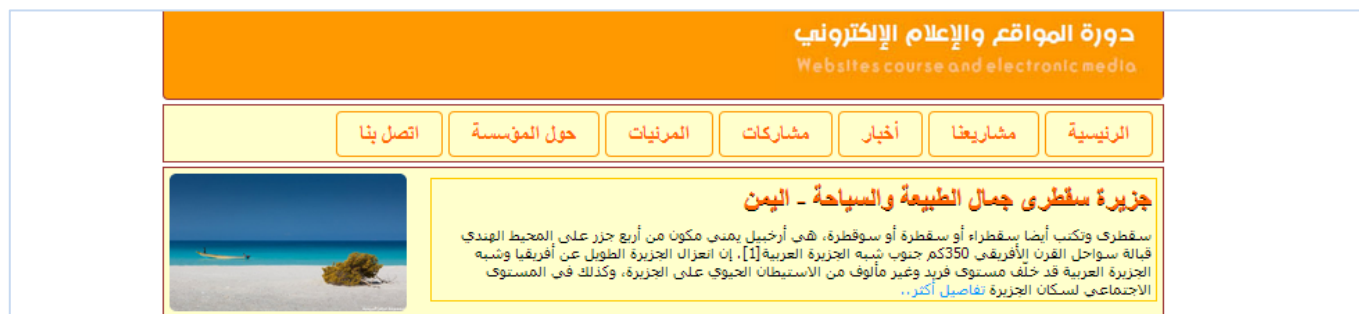 دورة المواقع والإعلام الإلكتروني
Websites course and electronic media
الرئيسية مشاريعنا أخبار مشاركات المرئيات حول المؤسسة اتصل بنا
جزيرة سقطرى جمال الطبيعة والسياحة - اليمن
سقطرى وتكتب أيضا سقطراء أو سقطرة أو سوقطرة، هي أرخبيل يمني مكون من أربع جزر على المحيط الهندي
قبالة سواحل القرن الأفريقي 350كم جنوب شبه الجزيرة العربية[1]. إن انعزال الجزيرة الطويل عن أفريقيا وشبه
الجزيرة العربية قد خلّف مستوى فريد وغير مألوف من الاستيطان الحيوي على الجزيرة، وكذلك في المستوى
الاجتماعي لسكان الجزيرة تفاصيل أكثر..